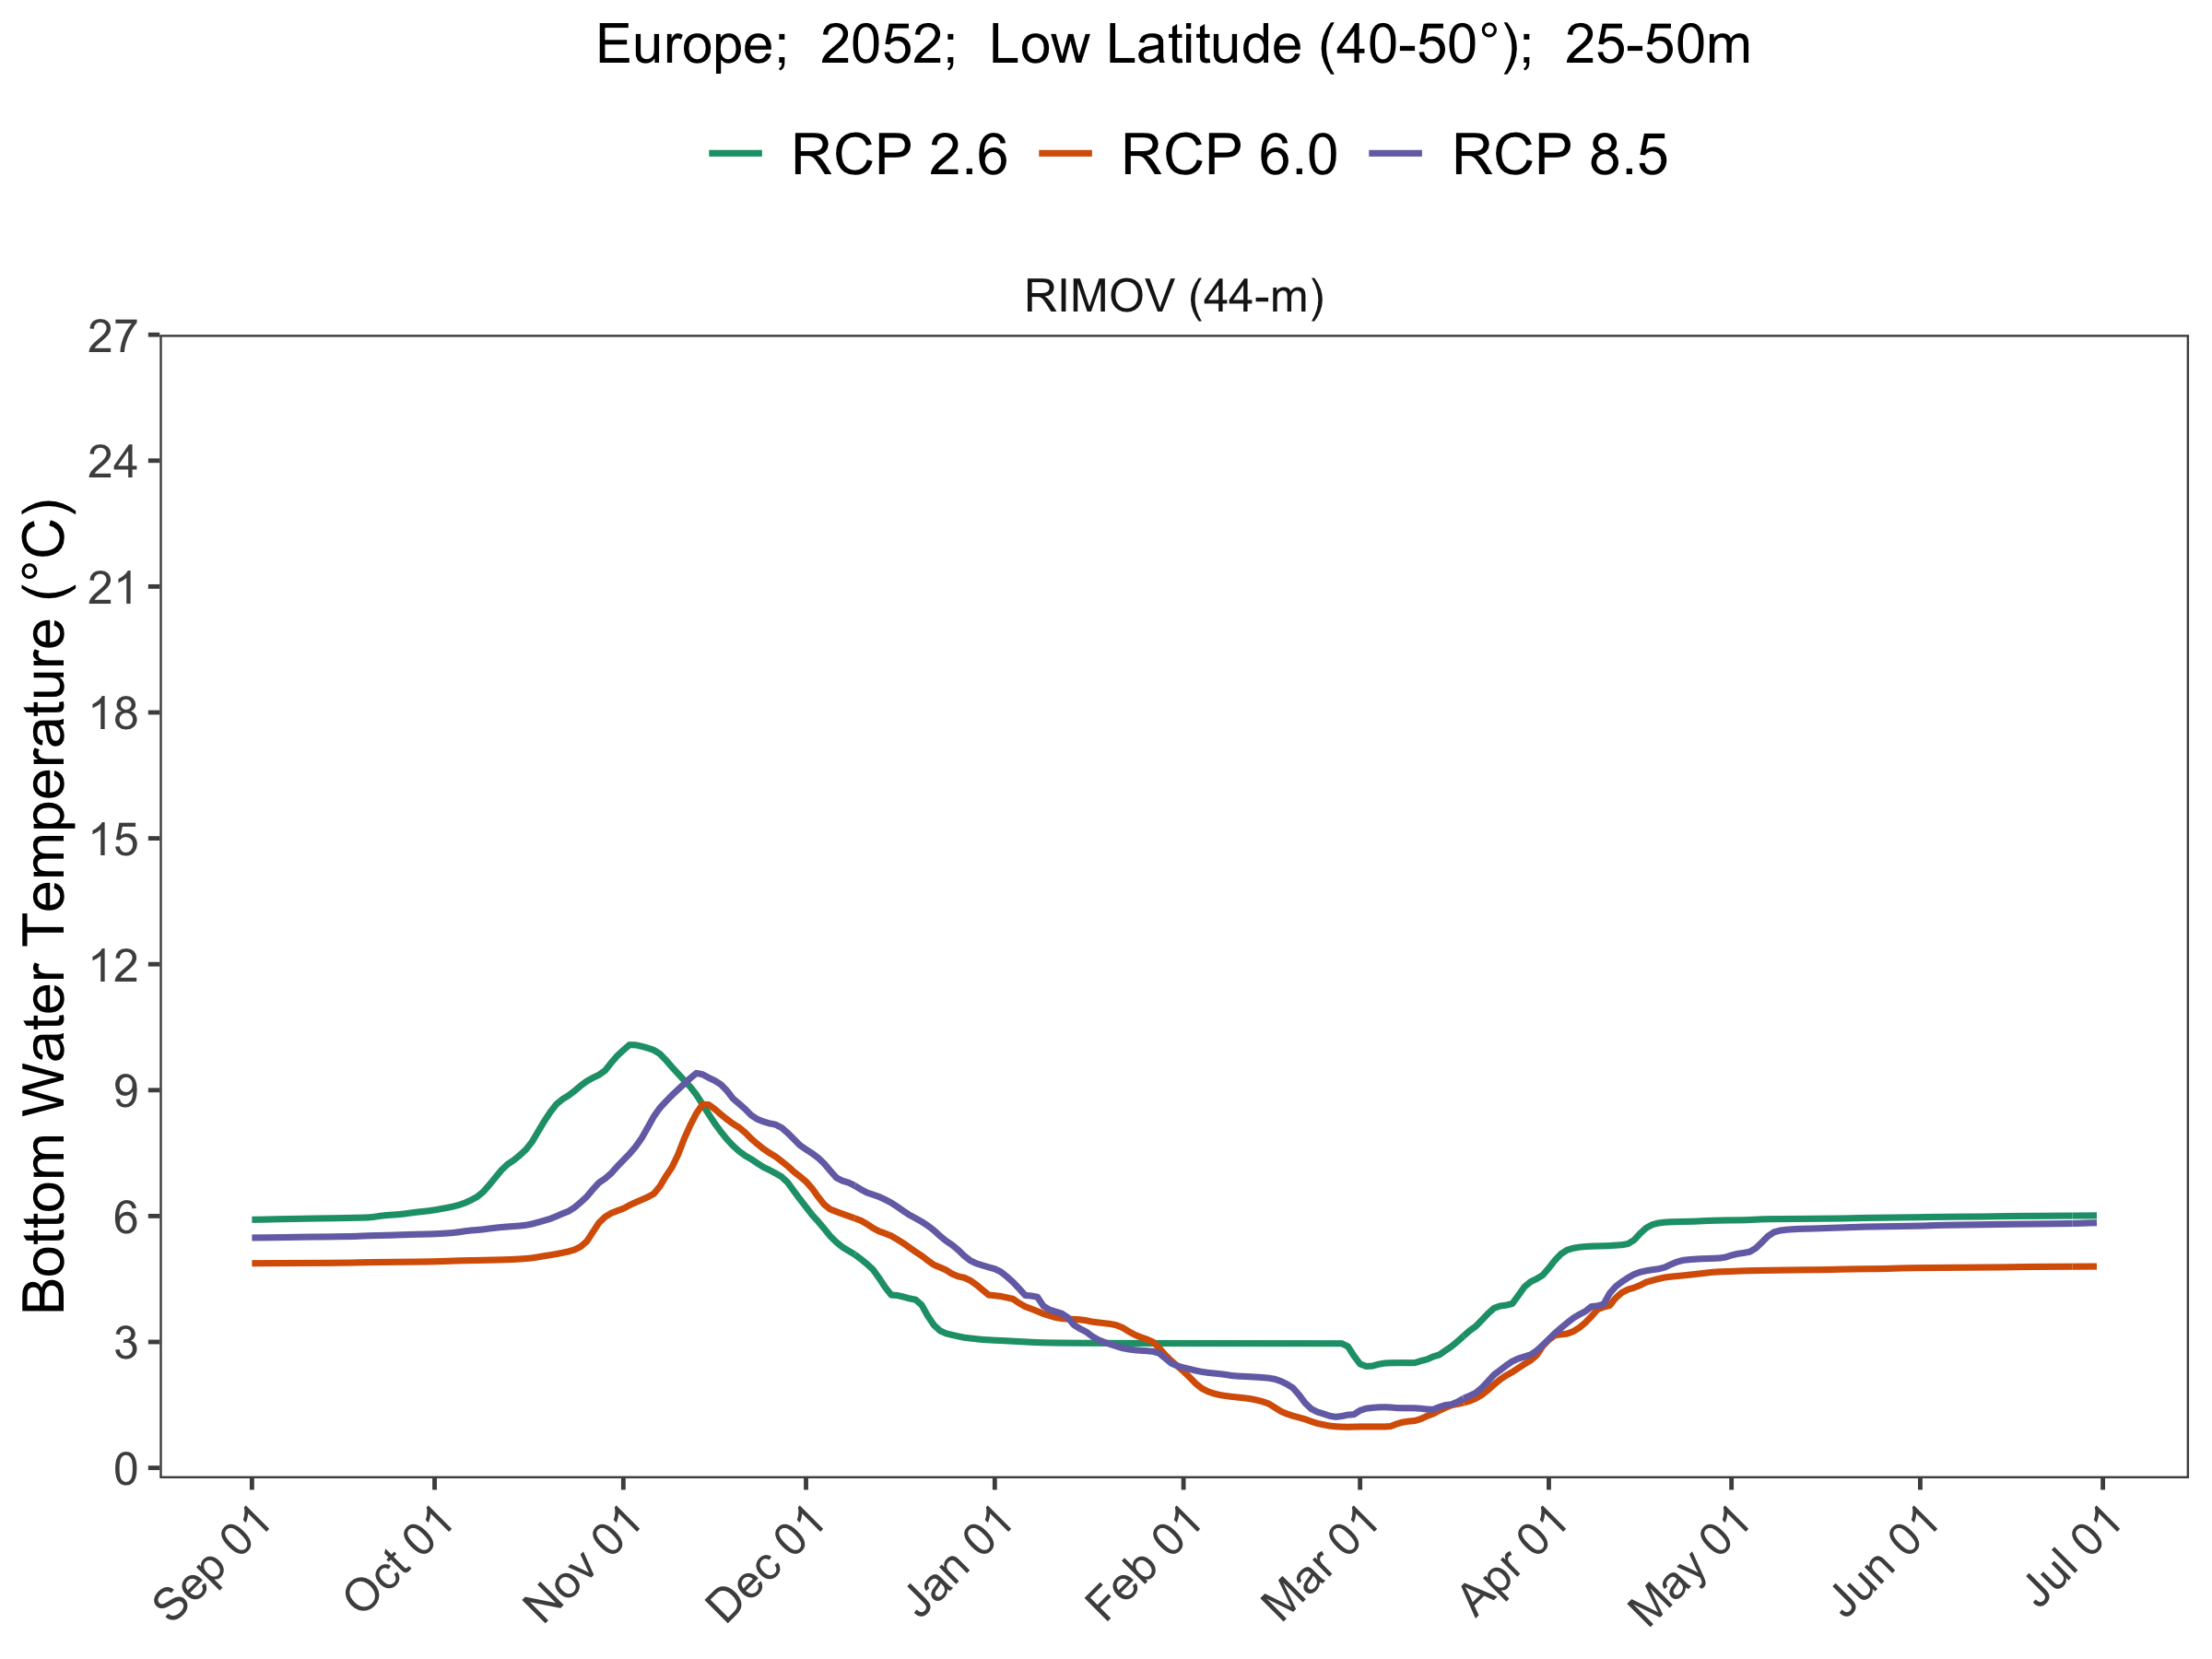 Europe;  2052;  Low Latitude (40-50°);  25-50m
RCP 2.6 RCP 6.0 RCP 8.5
RIMOV (44-m)
Bottom Water Temperature (°C)
27
24
21
18
15
12
9
6
3
0
Sep 01 Oct 01 Nov 01 Dec 01 Jan 01 Feb 01 Mar 01 Apr 01 May 01 Jun 01 Jul 01